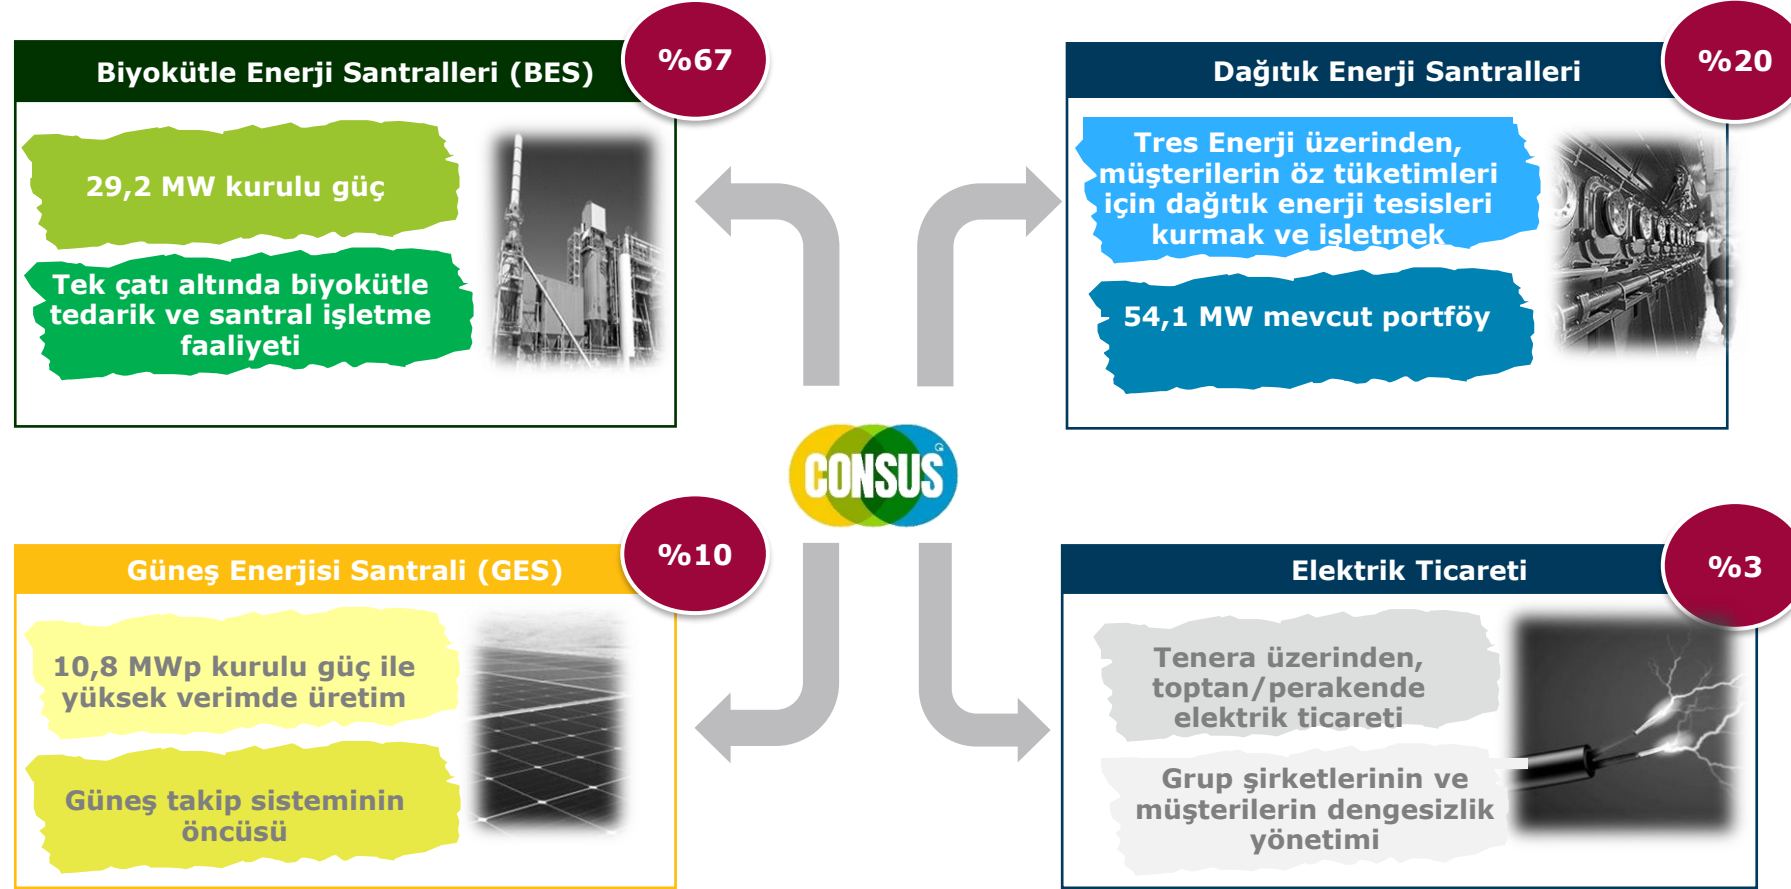 Biyokütle Enerji Santralleri (BES)
%67
29,2 MW kurulu güç
Tek çatı altında biyokütle
tedarik ve santral işletme
faaliyeti
Dağıtık Enerji Santralleri
%20
Tres Enerji üzerinden,
müşterilerin öz tüketimleri
için dağıtık enerji tesisleri
kurmak ve işletmek
54,1 MW mevcut portföy
CONSUS
Güneş Enerjisi Santrali (GES)
%10
10,8 MWp kurulu güç ile
yüksek verimde üretim
Güneş takip sisteminin
öncüsü
Elektrik Ticareti
%3
Tenera üzerinden,
toptan/perakende
elektrik ticareti
Grup şirketlerinin ve
müşterilerin dengesizlik
yönetimi